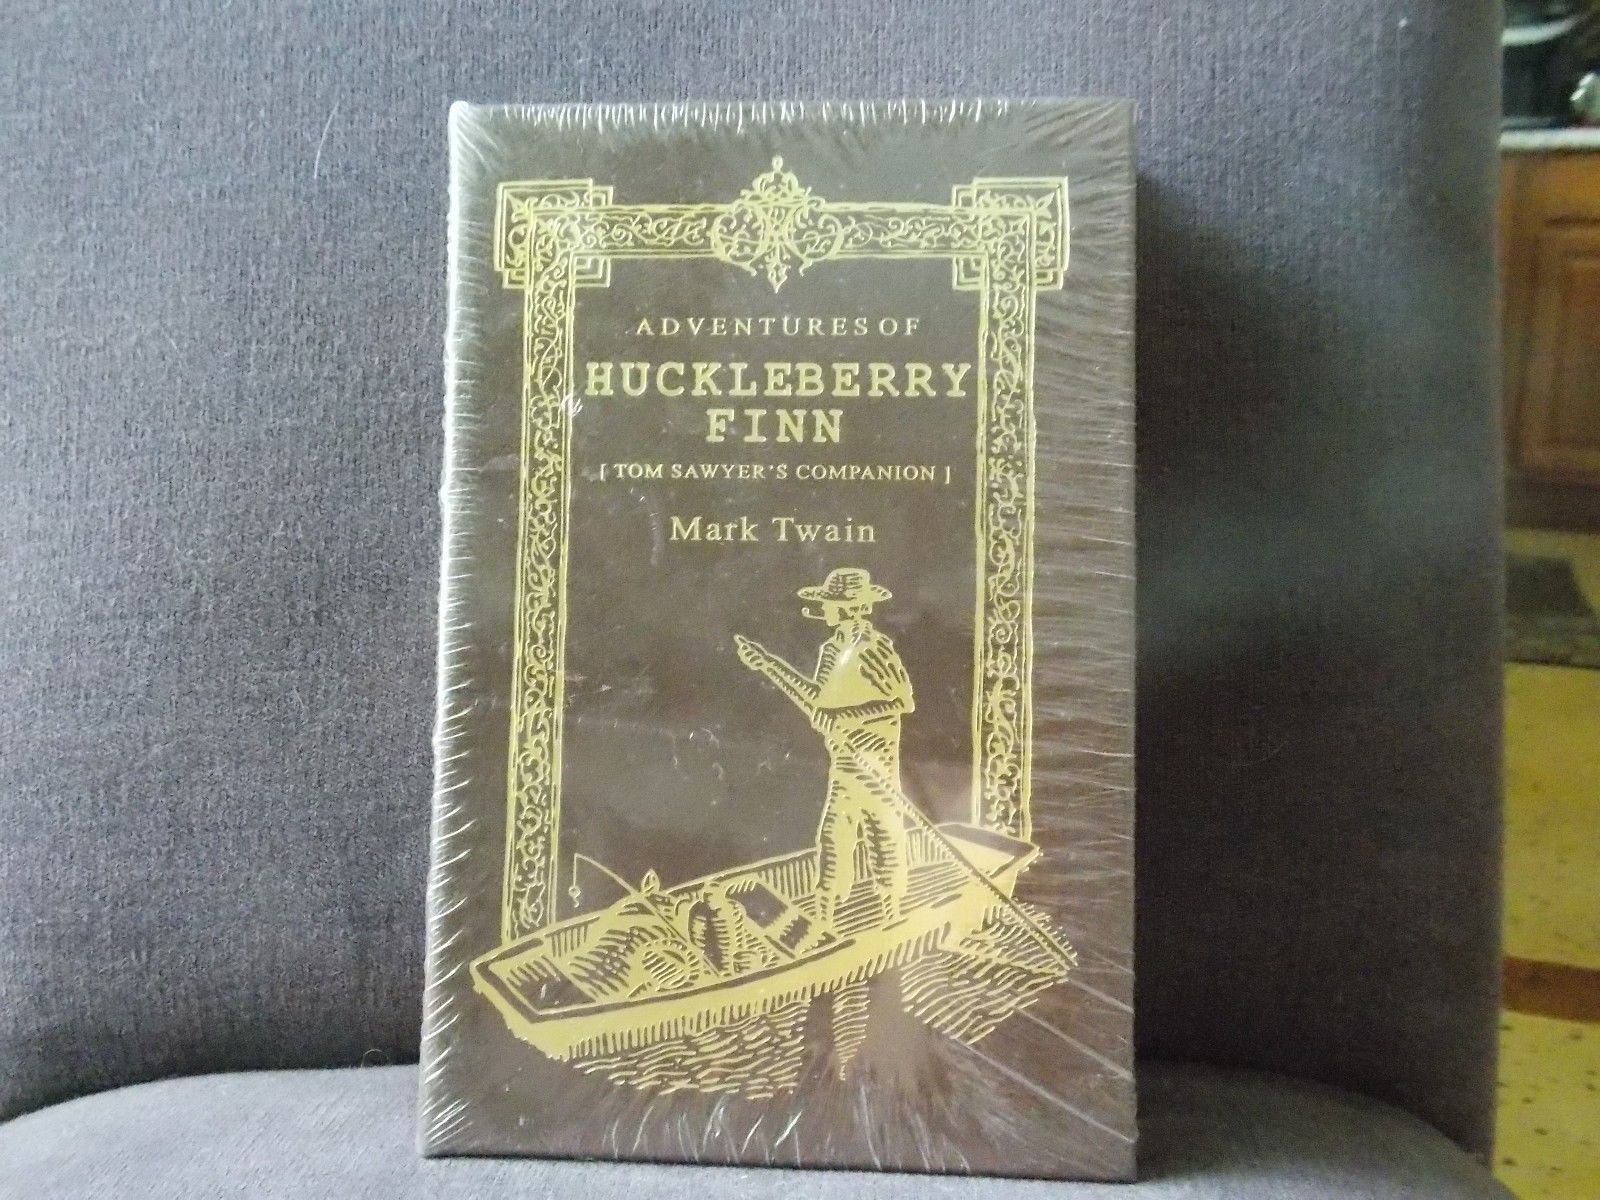 ADVENTURES OF
HUCKLEBERRY
FINN
[ TOM SAWYER'S COMPANION ]
Mark Twain